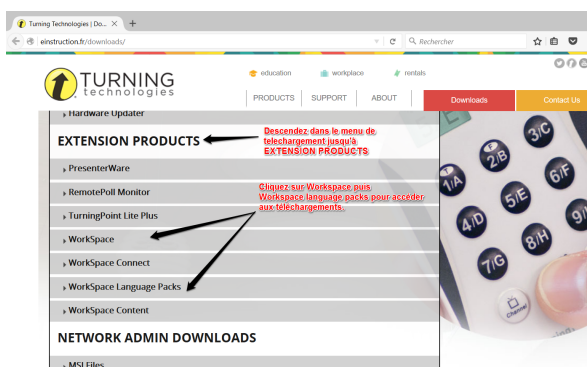 Turning Technologies | Do...
einstruction.fr/downloads/
Rechercher
TURNING
technologies
education
workplace
rentals
PRODUCTS
SUPPORT
ABOUT
Downloads
Contact Us
Hardware Updater
EXTENSION PRODUCTS
Descendez dans le menu de
telechargement jusqu'à
EXTENSION PRODUCTS
PresenterWare
RemotePoll Monitor
Cliquez sur Workspace puis
Workspace language packs pour accéder
aux téléchargements.
TurningPoint Lite Plus
WorkSpace
WorkSpace Connect
WorkSpace Language Packs
WorkSpace Content
NETWORK ADMIN DOWNLOADS
MSI Files
3/C
2/B
F
6/F
1/A
T
5/E
4/D
9/I
8/H
7/G
Channel